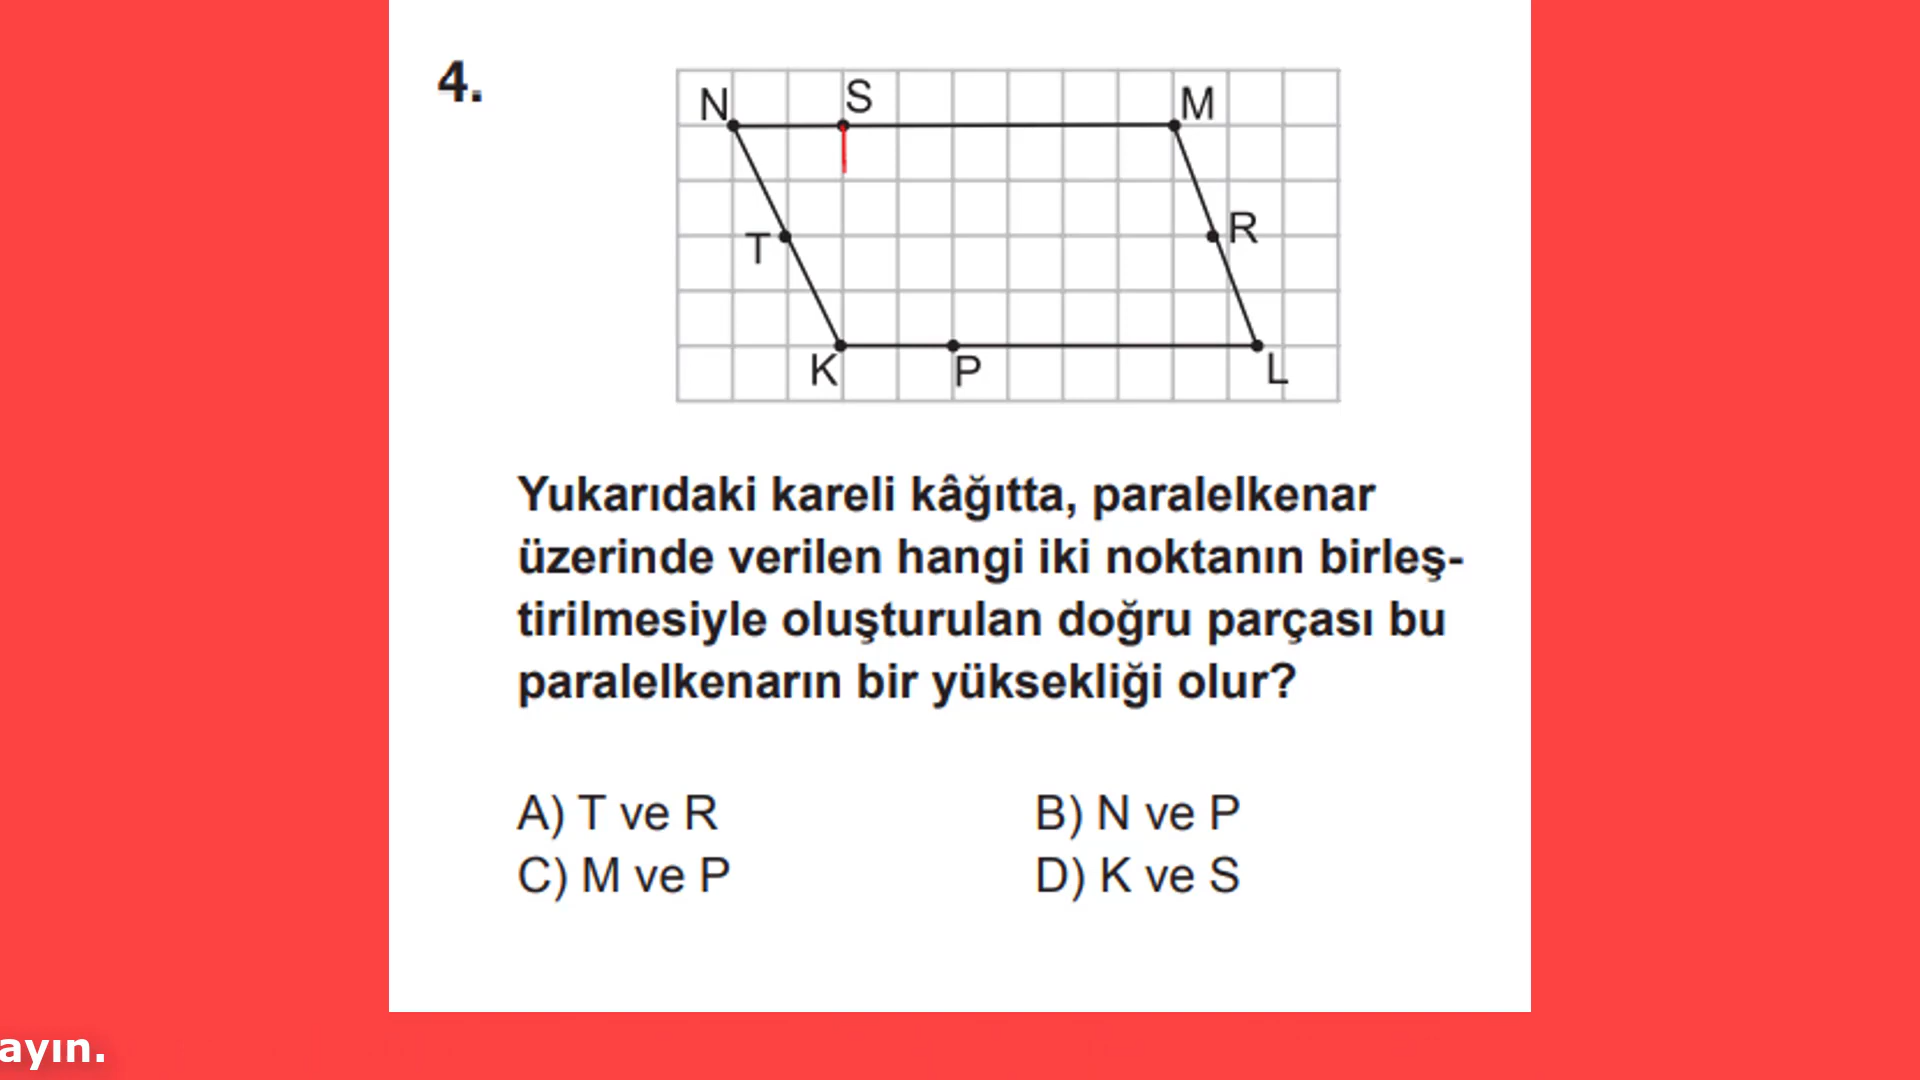 4.
N S M
T R
K P L
Yukarıdaki kareli kâğıtta, paralelkenar
üzerinde verilen hangi iki noktanın birleş-
tirilmesiyle oluşturulan doğru parçası bu
paralelkenarın bir yüksekliği olur?
A) T ve R B) N ve P
C) M ve P D) K ve S
ayın.